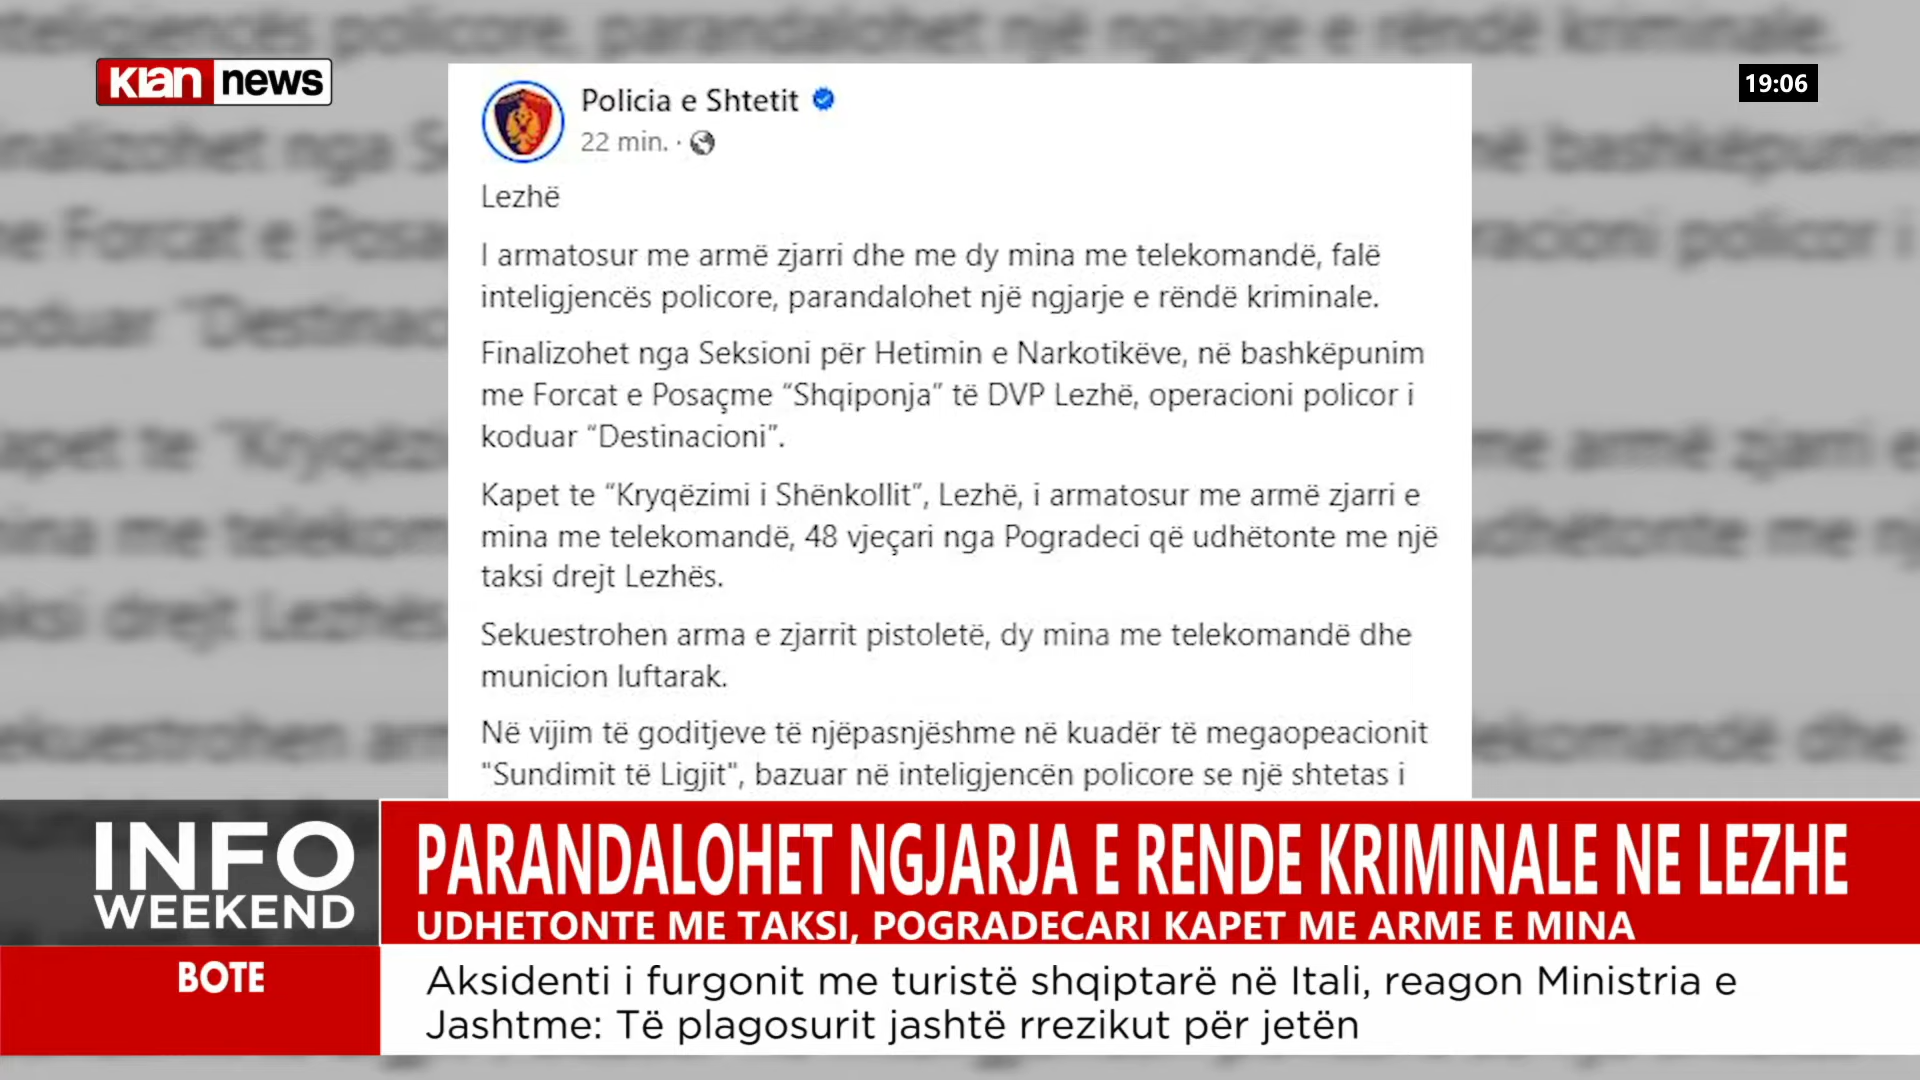 Klan news
19:06
Policia e Shtetit
22 min. ·
Lezhë
I armatosur me armë zjarri dhe me dy mina me telekomandë, falë
inteligjencës policore, parandalohet një ngjarje e rëndë kriminale.
Finalizohet nga Seksioni për Hetimin e Narkotikëve, në bashkëpunim
me Forcat e Posaçme “Shqiponja” të DVP Lezhë, operacioni policor i
koduar “Destinacioni”.
Kapet te “Kryqëzimi i Shënkollit”, Lezhë, i armatosur me armë zjarri e
mina me telekomandë, 48 vjeçari nga Pogradeci që udhëtonte me një
taksi drejt Lezhës.
Sekuestrohen arma e zjarrit pistoletë, dy mina me telekomandë dhe
municion luftarak.
Në vijim të goditjeve të njëpasnjëshme në kuadër të megaopeacionit
"Sundimit të Ligjit", bazuar në inteligjencën policore se një shtetas i
INFO
WEEKEND
PARANDALOHET NGJARJA E RENDE KRIMINALE NE LEZHE
UDHETONTE ME TAKSI, POGRADECARI KAPET ME ARME E MINA
BOTE
Aksidenti i furgonit me turistë shqiptarë në Itali, reagon Ministria e
Jashtme: Të plagosurit jashtë rrezikut për jetën